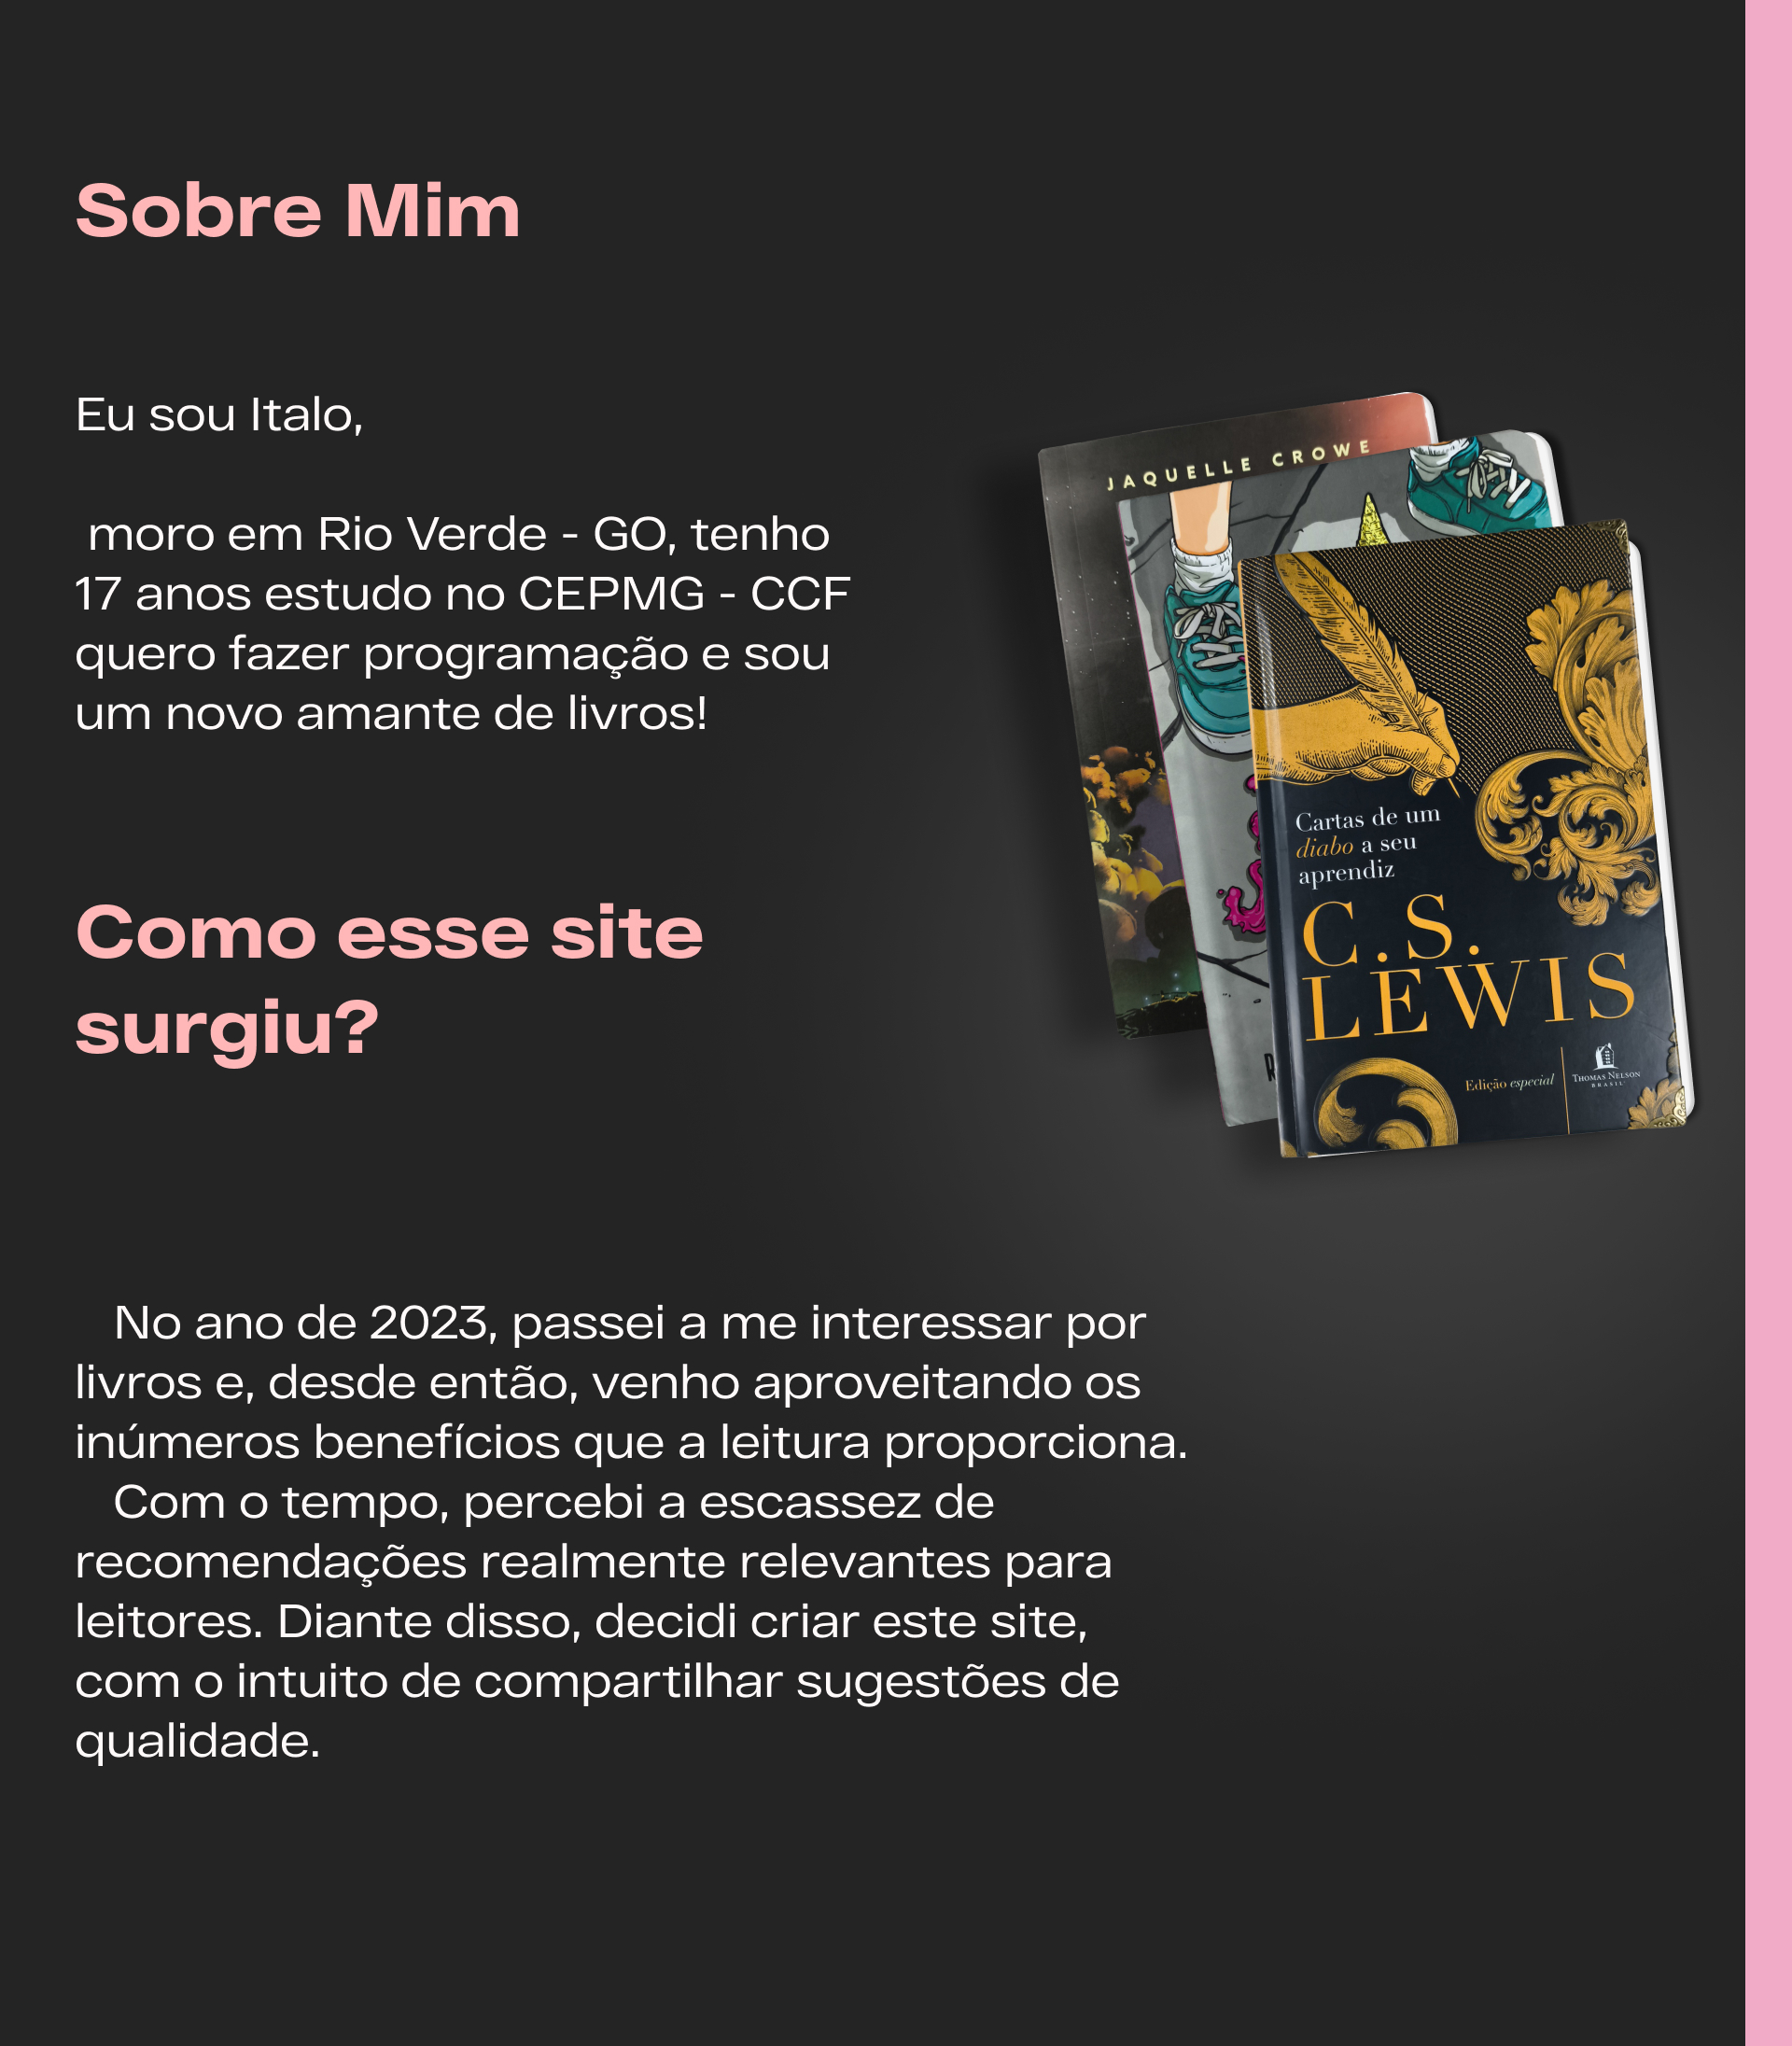 Sobre Mim
Eu sou Italo,
moro em Rio Verde - GO, tenho
17 anos estudo no CEPMG - CCF
quero fazer programação e sou
um novo amante de livros!
JAQUELLE CROWE
Cartas de um
diabo a seu
aprendiz
C.S.
LEWIS
Edição especial
THOMAS NELSON
BRASIL
Como esse site
surgiu?
No ano de 2023, passei a me interessar por
livros e, desde então, venho aproveitando os
inúmeros benefícios que a leitura proporciona.
Com o tempo, percebi a escassez de
recomendações realmente relevantes para
leitores. Diante disso, decidi criar este site,
com o intuito de compartilhar sugestões de
qualidade.